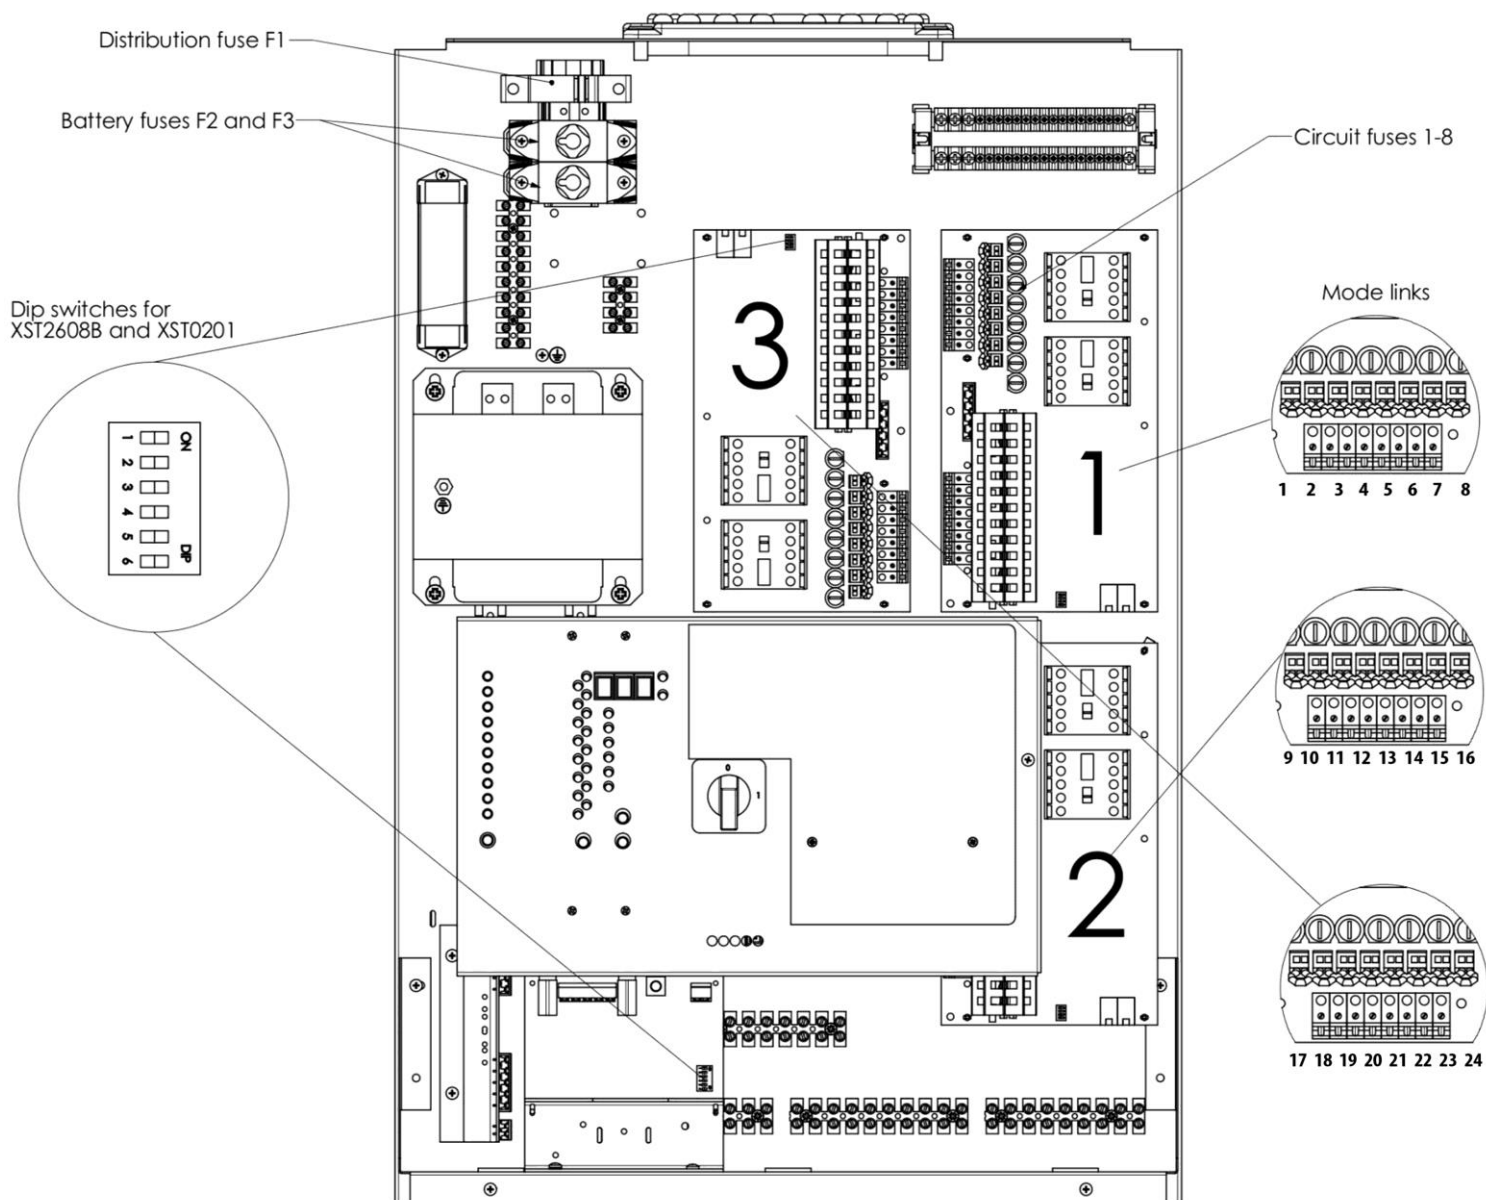 Distribution fuse F1
Battery fuses F2 and F3
Circuit fuses 1-8
Dip switches for
XST2608B and XST0201
ON
1
2
3
4
5
6
DIP
3
1
2
0
1
Mode links
1 2 3 4 5 6 7 8
9 10 11 12 13 14 15 16
17 18 19 20 21 22 23 24